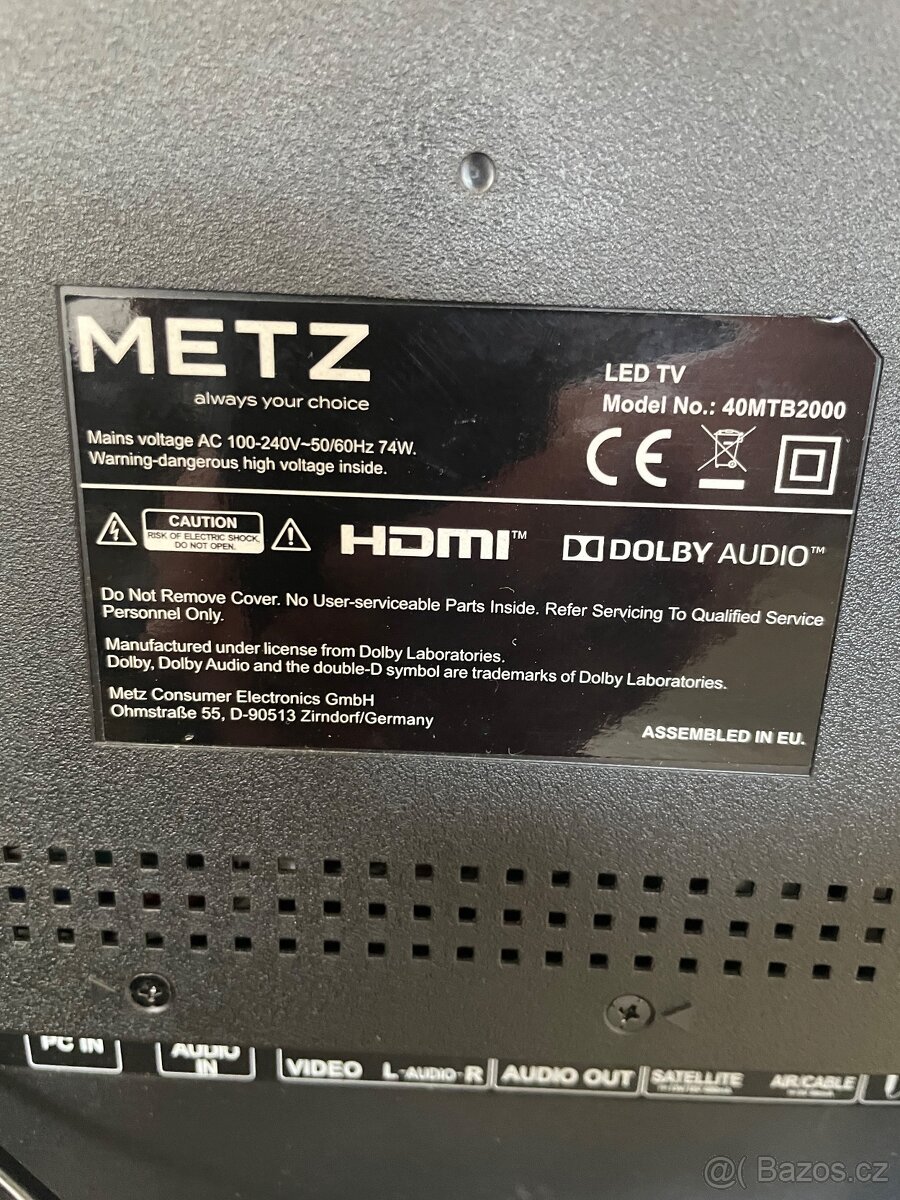 METZ
always your choice
LED TV
Model No.: 40MTB2000
Mains voltage AC 100-240V~50/60Hz 74W.
Warning-dangerous high voltage inside.
CE
CAUTION
RISK OF ELECTRIC SHOCK
DO NOT OPEN.
HDMI™
DOLBY AUDIO™
Do Not Remove Cover. No User-serviceable Parts Inside. Refer Servicing To Qualified Service
Personnel Only.
Manufactured under license from Dolby Laboratories.
Dolby, Dolby Audio and the double-D symbol are trademarks of Dolby Laboratories.
Metz Consumer Electronics GmbH
Ohmstraße 55, D-90513 Zirndorf/Germany
ASSEMBLED IN EU.
PC IN
AUDIO
IN
VIDEO
L-AUDIO-R
AUDIO OUT
SATELLITE
AIR/CABLE
@( Bazos.cz